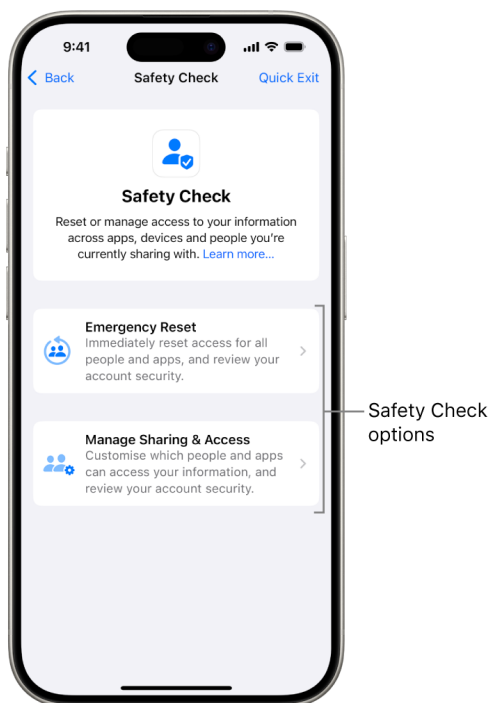 9:41
Back
Safety Check
Quick Exit
Safety Check
Reset or manage access to your information
across apps, devices and people you're
currently sharing with. Learn more...
Emergency Reset
Immediately reset access for all
people and apps, and review your
account security.
Manage Sharing & Access
Customise which people and apps
can access your information, and
review your account security.
Safety Check
options